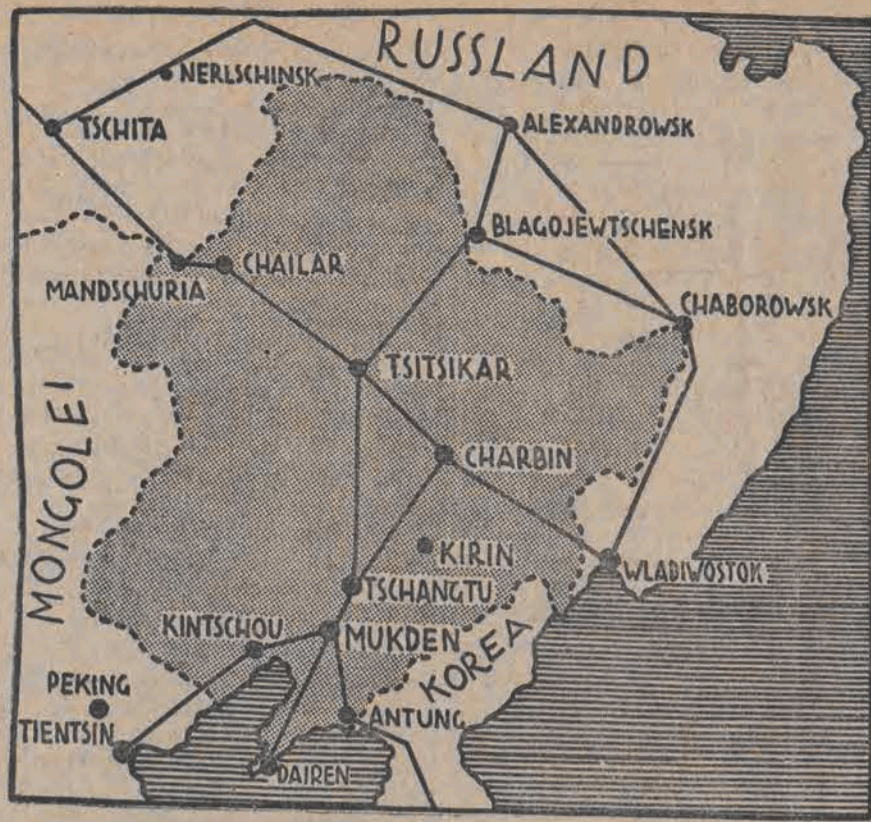 RUSSLAND
NERLSCHINSK
TSCHITA
ALEXANDROWSK
BLAGOJEWTSCHENSK
CHAILAR
MANDSCHURIA
CHABOROWSK
TSITSIKAR
MONGOLEI
CHARBIN
KIRIN
WLADIWOSTOK
TSCHANGTU
KINTSCHOU
MUKDEN
KOREA
PEKING
ANTUNG
TIENTSIN
DAIREN